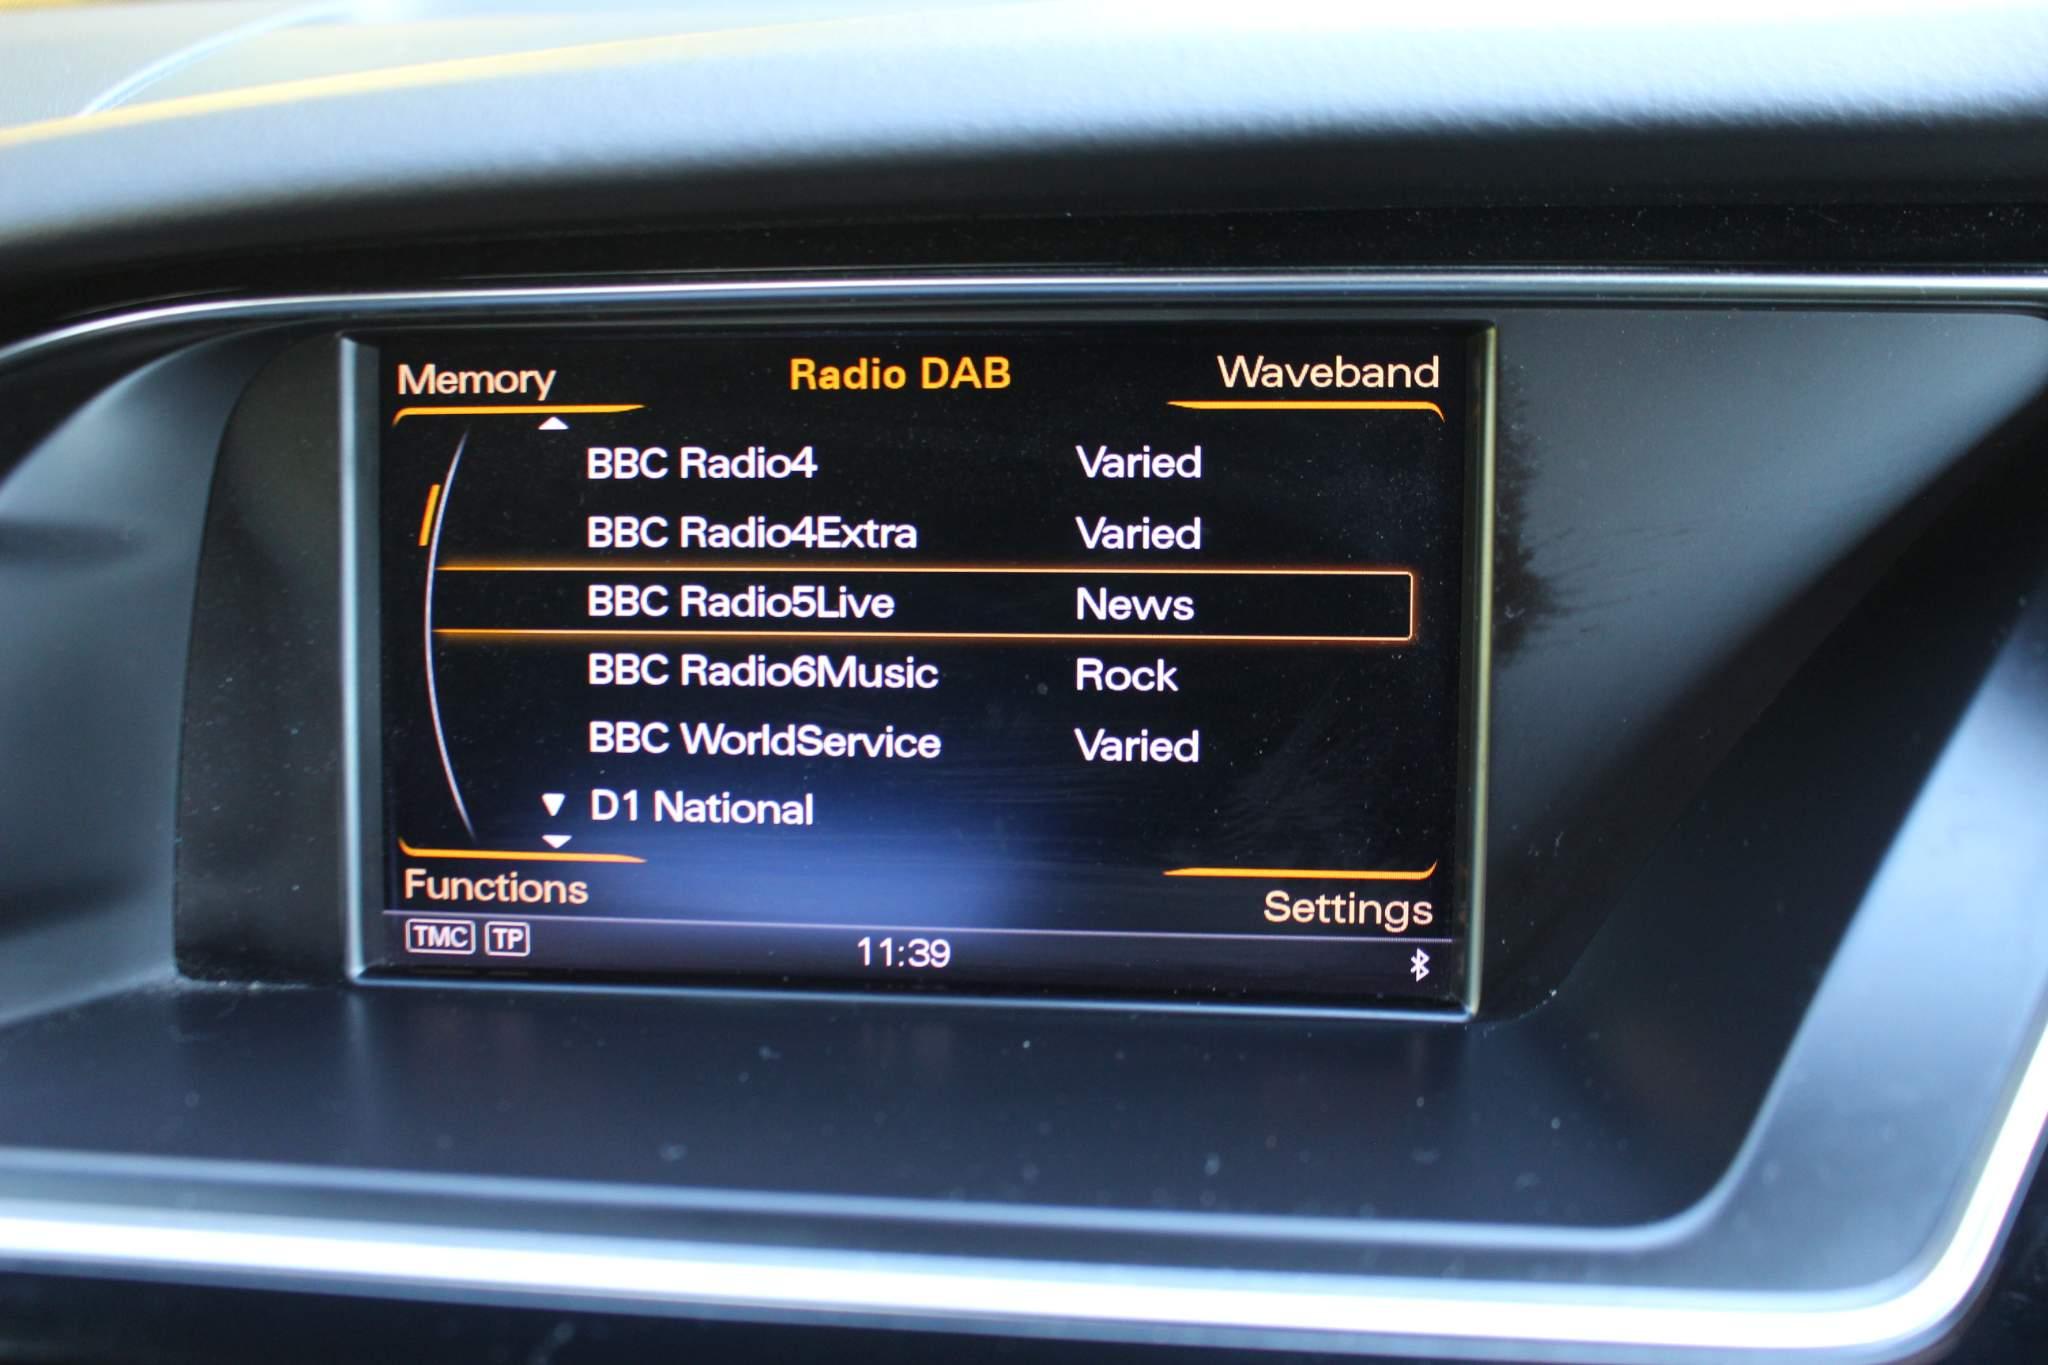 Memory Radio DAB Waveband
BBC Radio4 Varied
BBC Radio4Extra Varied
BBC Radio5Live News
BBC Radio6Music Rock
BBC WorldService Varied
D1 National
Functions Settings
TMC TP 11:39